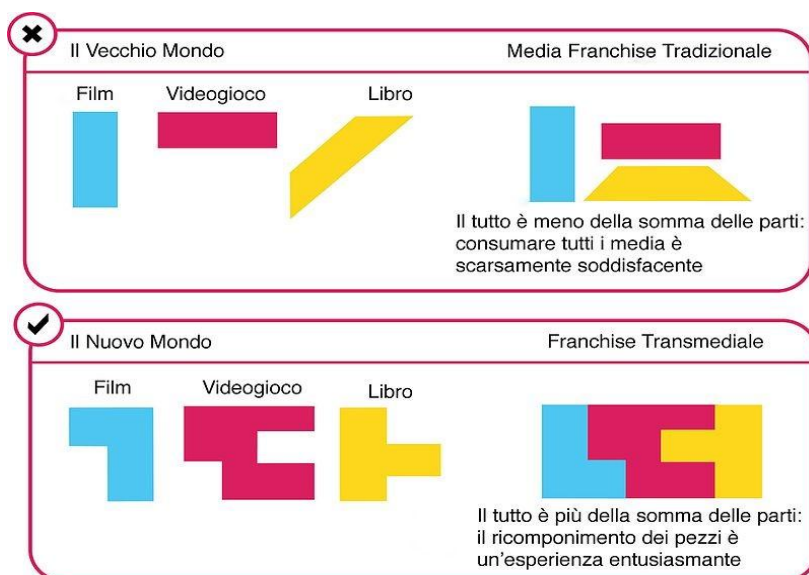 Il Vecchio Mondo
Media Franchise Tradizionale
Film
Videogioco
Libro
Il tutto è meno della somma delle parti:
consumare tutti i media è
scarsamente soddisfacente
Il Nuovo Mondo
Franchise Transmediale
Film
Videogioco
Libro
Il tutto è più della somma delle parti:
il ricomponimento dei pezzi è
un'esperienza entusiasmante